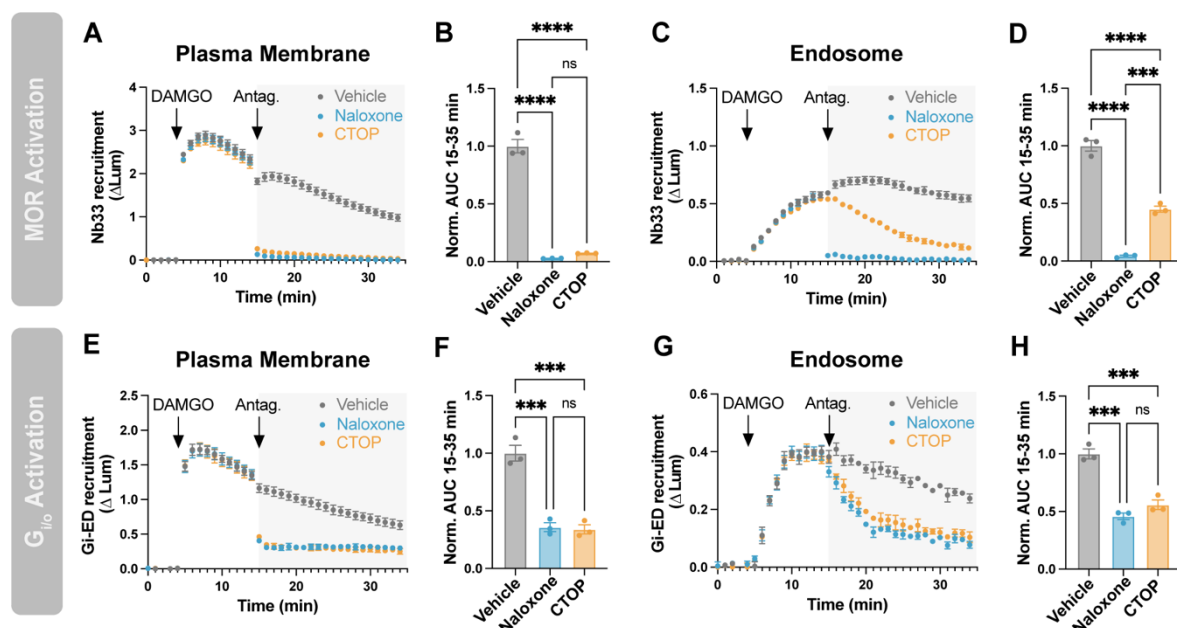 MOR Activation
A
Plasma Membrane
DAMGO
Antag.
Vehicle
Naloxone
CTOP
Nb33 recruitment
(Δ Lum)
4
3
2
1
0
0
10
20
30
Time (min)
B
****
ns
****
Norm. AUC 15-35 min
1.5
1.0
0.5
0.0
Vehicle
Naloxone
CTOP
C
Endosome
DAMGO
Antag.
Vehicle
Naloxone
CTOP
Nb33 recruitment
(Δ Lum)
1.5
1.0
0.5
0.0
0
10
20
30
Time (min)
D
****
***
****
Norm. AUC 15-35 min
1.5
1.0
0.5
0.0
Vehicle
Naloxone
CTOP
Gi/o Activation
E
Plasma Membrane
DAMGO
Antag.
Vehicle
Naloxone
CTOP
Gi-ED recruitment
(Δ Lum)
2.5
2.0
1.5
1.0
0.5
0.0
0
10
20
30
Time (min)
F
***
***
ns
Norm. AUC 15-35 min
1.5
1.0
0.5
0.0
Vehicle
Naloxone
CTOP
G
Endosome
DAMGO
Antag.
Vehicle
Naloxone
CTOP
Gi-ED recruitment
(Δ Lum)
0.6
0.4
0.2
0.0
0
10
20
30
Time (min)
H
***
***
ns
Norm. AUC 15-35 min
1.5
1.0
0.5
0.0
Vehicle
Naloxone
CTOP